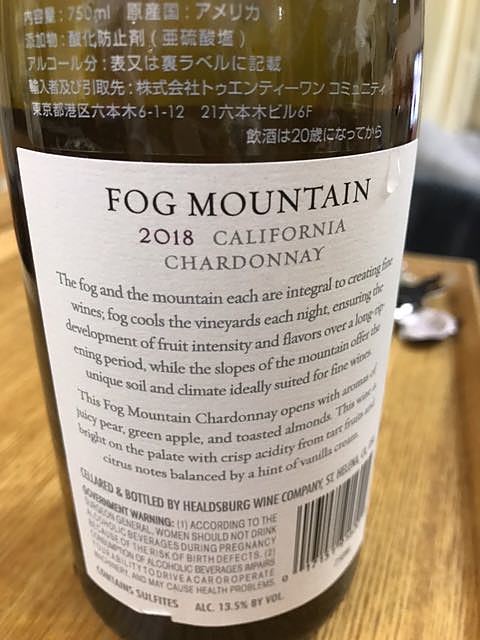 内容量：750ml 原産国：アメリカ
添加物：酸化防止剤（亜硫酸塩）
アルコール分：表又は裏ラベルに記載
輸入者及び引取先：株式会社トゥエンティーワン コミュニティ
東京都港区六本木6-1-12 21六本木ビル6F
飲酒は20歳になってから
FOG MOUNTAIN
2018 CALIFORNIA
CHARDONNAY
The fog and the mountain each are integral to creating fine
wines; fog cools the vineyards each night, ensuring the
development of fruit intensity and flavors over a long rip-
ening period, while the slopes of the mountain offer the
unique soil and climate ideally suited for fine wines.
This Fog Mountain Chardonnay opens with aromas of
juicy pear, green apple, and toasted almonds. This wine is
bright on the palate with crisp acidity from tart fruits and
citrus notes balanced by a hint of vanilla cream.
CELLARED & BOTTLED BY HEALDSBURG WINE COMPANY, ST. HELENA, CA,
GOVERNMENT WARNING: (1) ACCORDING TO THE
SURGEON GENERAL, WOMEN SHOULD NOT DRINK
ALCOHOLIC BEVERAGES DURING PREGNANCY
BECAUSE OF THE RISK OF BIRTH DEFECTS. (2)
CONSUMPTION OF ALCOHOLIC BEVERAGES IMPAIRS
YOUR ABILITY TO DRIVE A CAR OR OPERATE
MACHINERY, AND MAY CAUSE HEALTH PROBLEMS.
CONTAINS SULFITES ALC. 13.5% BY VOL.